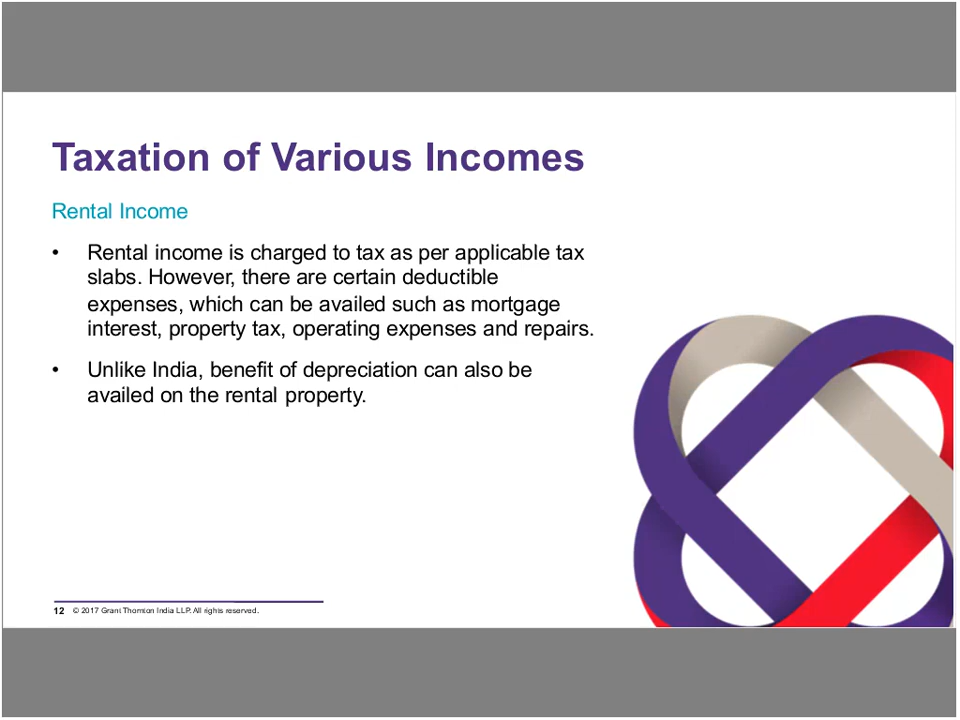 Taxation of Various Incomes
Rental Income
• Rental income is charged to tax as per applicable tax
slabs. However, there are certain deductible
expenses, which can be availed such as mortgage
interest, property tax, operating expenses and repairs.
• Unlike India, benefit of depreciation can also be
availed on the rental property.
12 © 2017 Grant Thornton India LLP. All rights reserved.